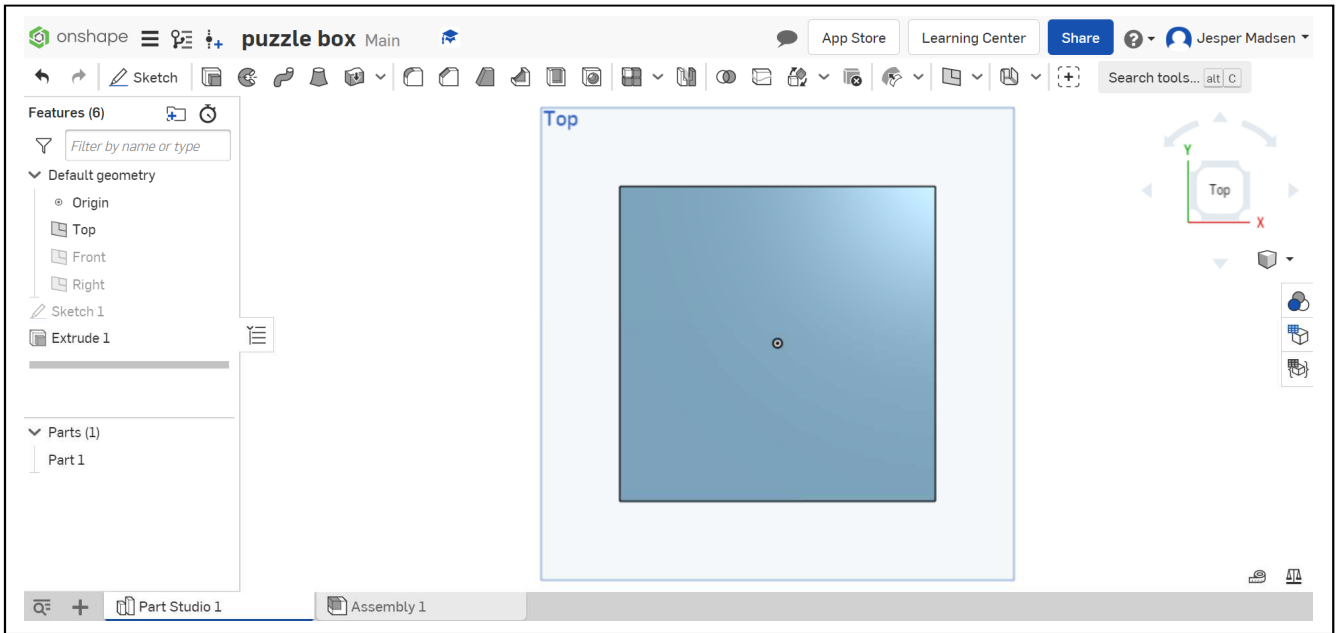 onshape puzzle box Main App Store Learning Center Share Jesper Madsen
Sketch Search tools... alt C
Features (6)
Filter by name or type
Default geometry
Origin
Top
Front
Right
Sketch 1
Extrude 1
Parts (1)
Part 1
Top
Y
Top
X
Part Studio 1 Assembly 1